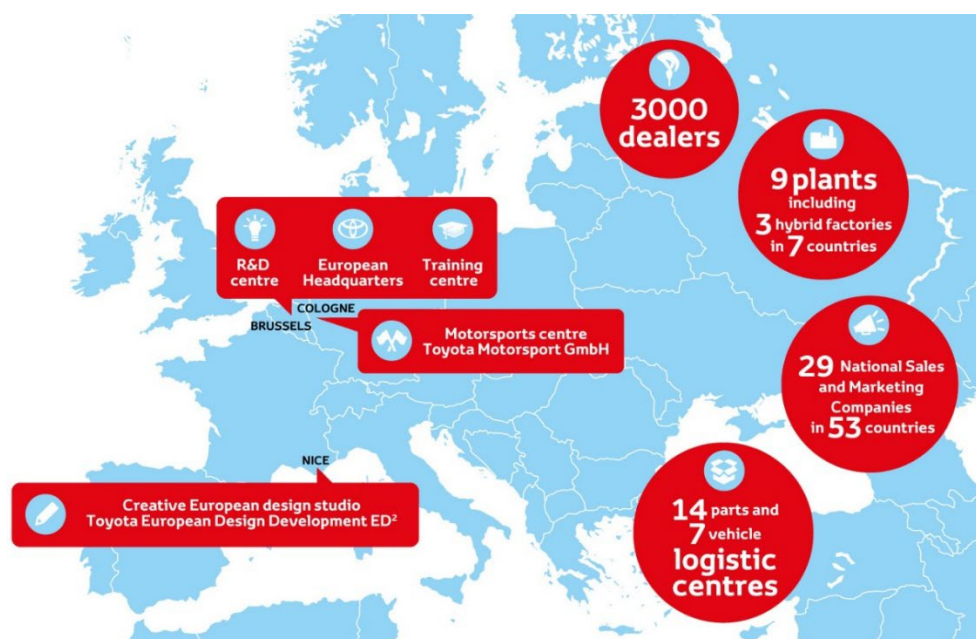 3000
dealers
9 plants
including
3 hybrid factories
in 7 countries
R&D
centre
European
Headquarters
Training
centre
COLOGNE
BRUSSELS
Motorsports centre
Toyota Motorsport GmbH
29 National Sales
and Marketing
Companies
in 53 countries
NICE
Creative European design studio
Toyota European Design Development ED²
14 parts and
7 vehicle
logistic
centres